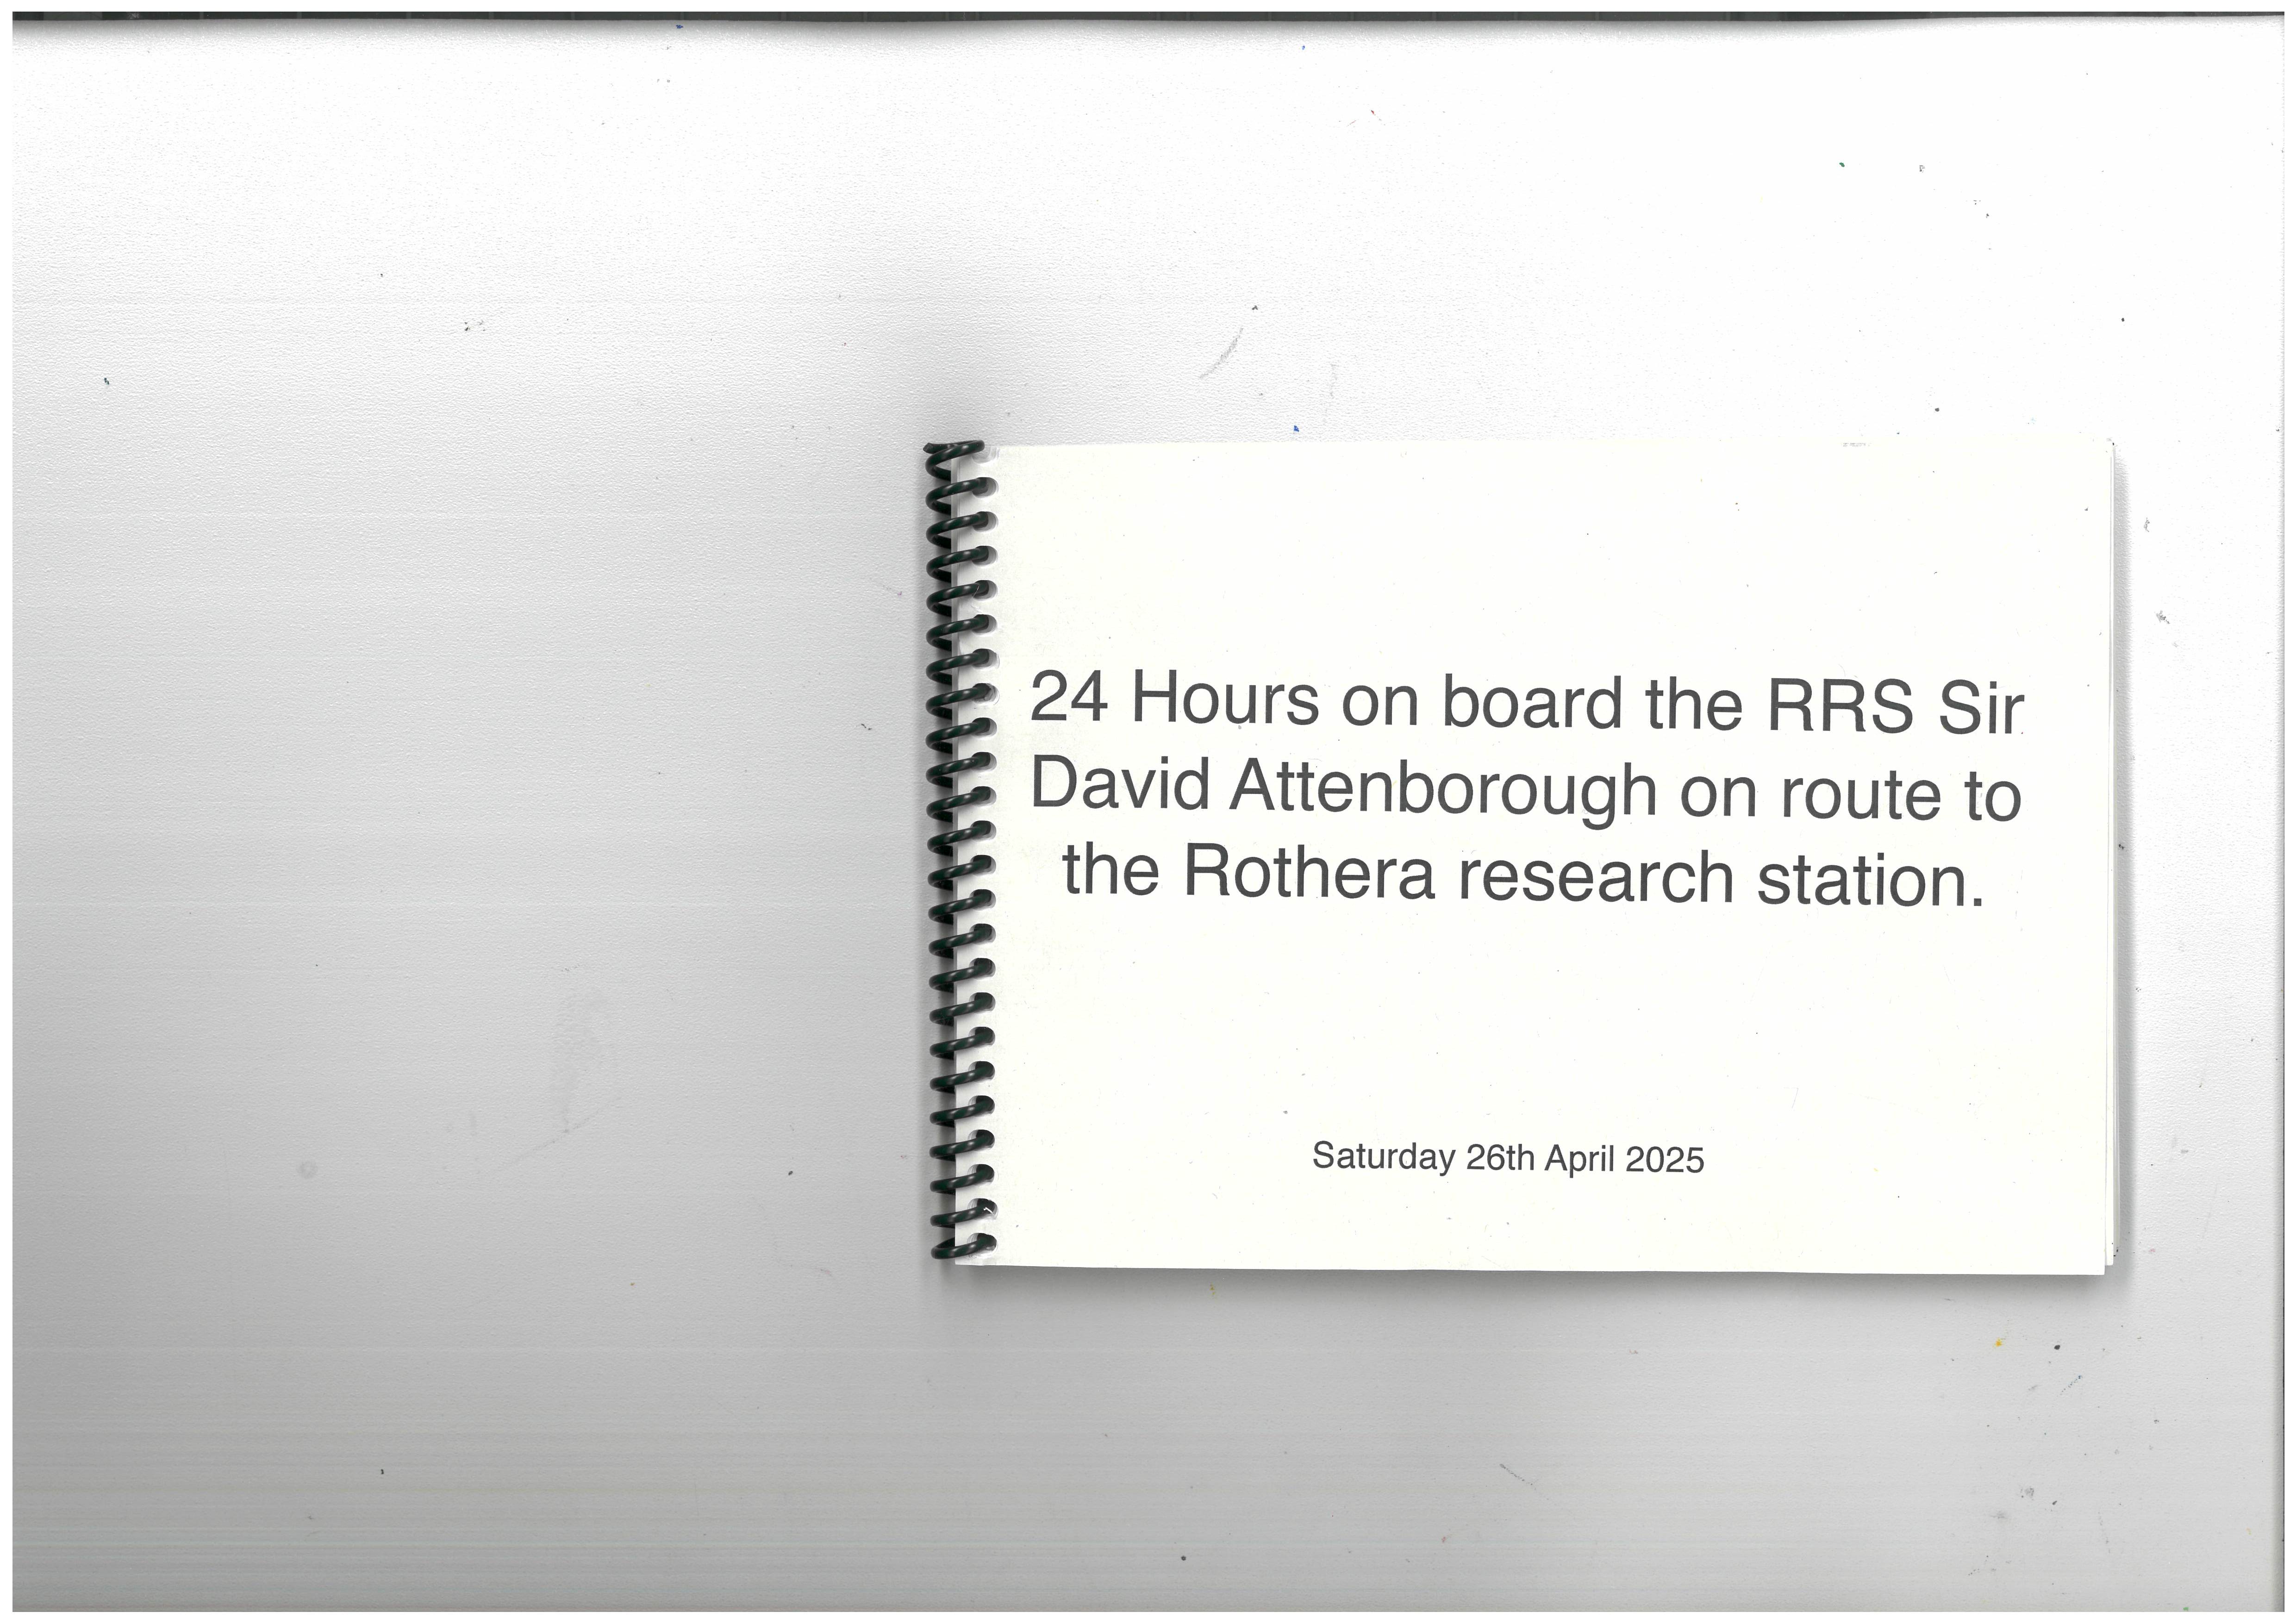 24 Hours on board the RRS Sir
David Attenborough on route to
the Rothera research station.
Saturday 26th April 2025